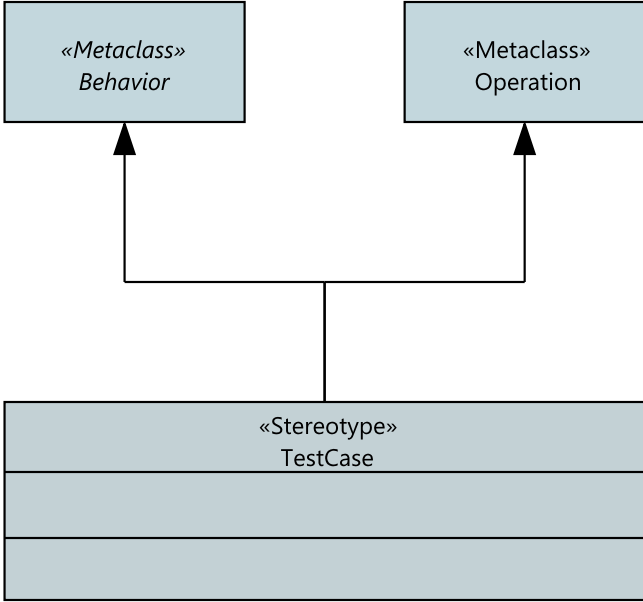 «Metaclass»
Behavior
«Metaclass»
Operation
«Stereotype»
TestCase